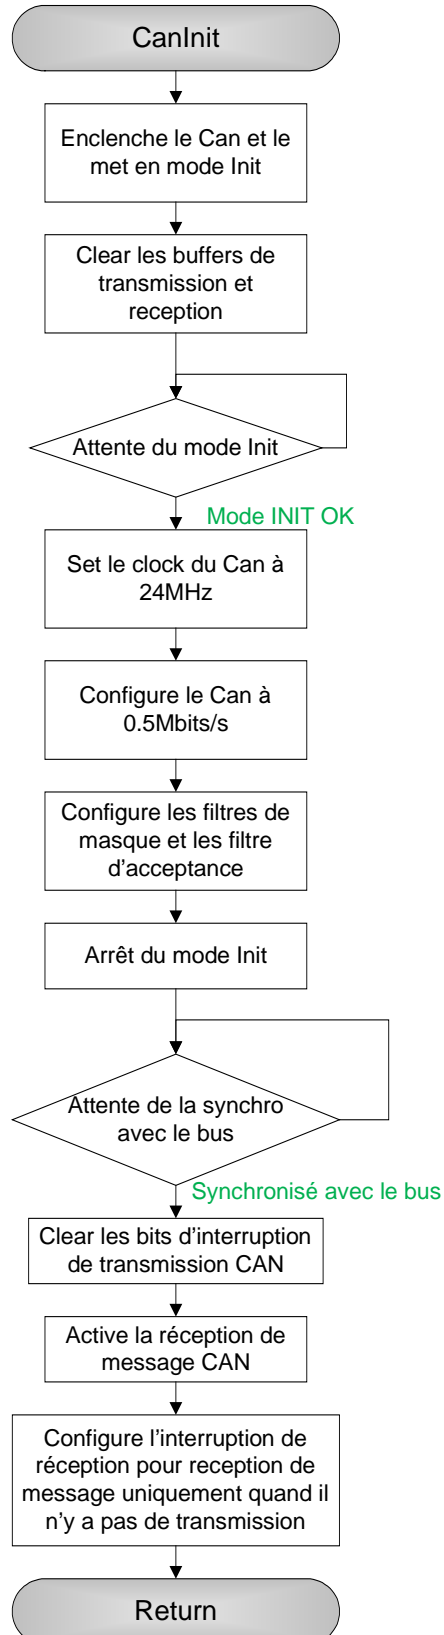 CanInit
Enclenche le Can et le
met en mode Init
Clear les buffers de
transmission et
reception
Attente du mode Init
Mode INIT OK
Set le clock du Can à
24MHz
Configure le Can à
0.5Mbits/s
Configure les filtres de
masque et les filtre
d'acceptance
Arrêt du mode Init
Attente de la synchro
avec le bus
Synchronisé avec le bus
Clear les bits d'interruption
de transmission CAN
Active la réception de
message CAN
Configure l'interruption de
réception pour reception de
message uniquement quand il
n'y a pas de transmission
Return